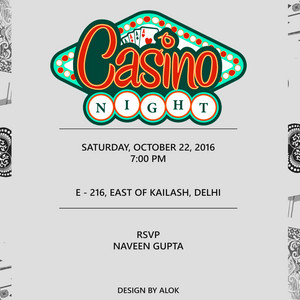 Casino
NIGHT
SATURDAY, OCTOBER 22, 2016
7:00 PM
E - 216, EAST OF KAILASH, DELHI
RSVP
NAVEEN GUPTA
DESIGN BY ALOK